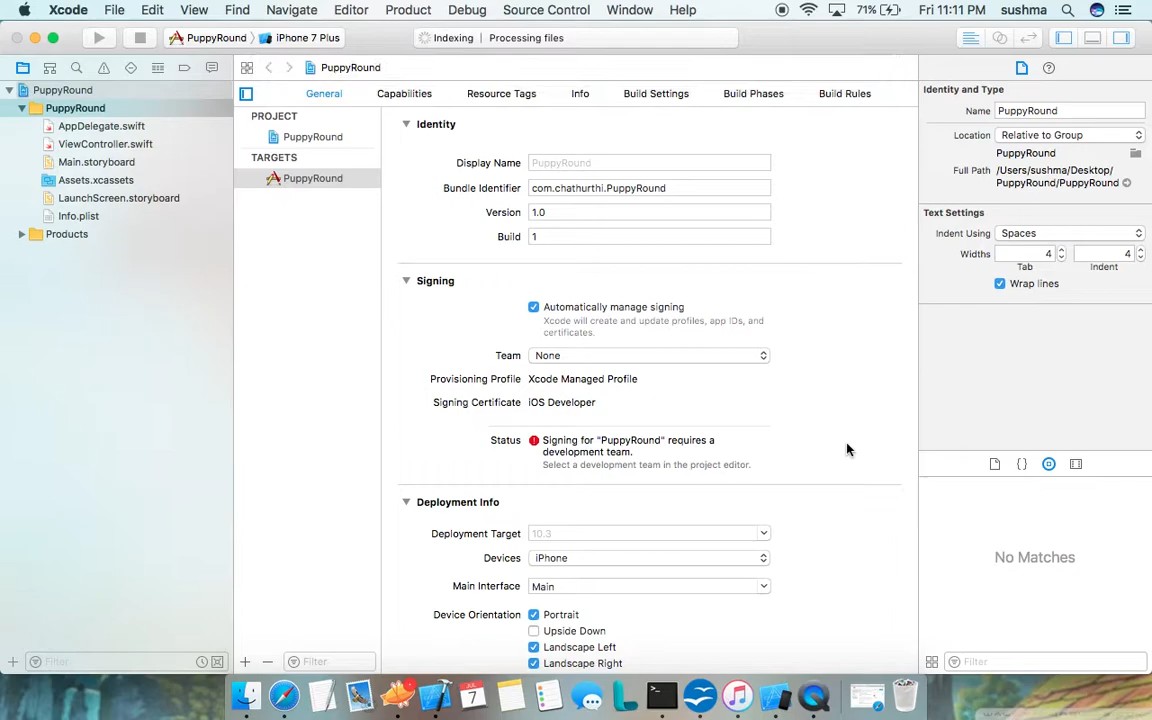 Xcode File Edit View Find Navigate Editor Product Debug Source Control Window Help 71% Fri 11:11 PM sushma
PuppyRound iPhone 7 Plus Indexing | Processing files
PuppyRound
PuppyRound
AppDelegate.swift
ViewController.swift
Main.storyboard
Assets.xcassets
LaunchScreen.storyboard
Info.plist
Products
Filter
PuppyRound
General Capabilities Resource Tags Info Build Settings Build Phases Build Rules
PROJECT
PuppyRound
TARGETS
PuppyRound
Filter
Identity
Display Name PuppyRound
Bundle Identifier com.chathurthi.PuppyRound
Version 1.0
Build 1
Signing
Automatically manage signing
Xcode will create and update profiles, app IDs, and
certificates.
Team None
Provisioning Profile Xcode Managed Profile
Signing Certificate iOS Developer
Status Signing for "PuppyRound" requires a
development team.
Select a development team in the project editor.
Deployment Info
Deployment Target 10.3
Devices iPhone
Main Interface Main
Device Orientation Portrait
Upside Down
Landscape Left
Landscape Right
Identity and Type
Name PuppyRound
Location Relative to Group
PuppyRound
Full Path /Users/sushma/Desktop/
PuppyRound/PuppyRound
Text Settings
Indent Using Spaces
Widths 4 4
Tab Indent
Wrap lines
{ }
No Matches
Filter
JUL
7